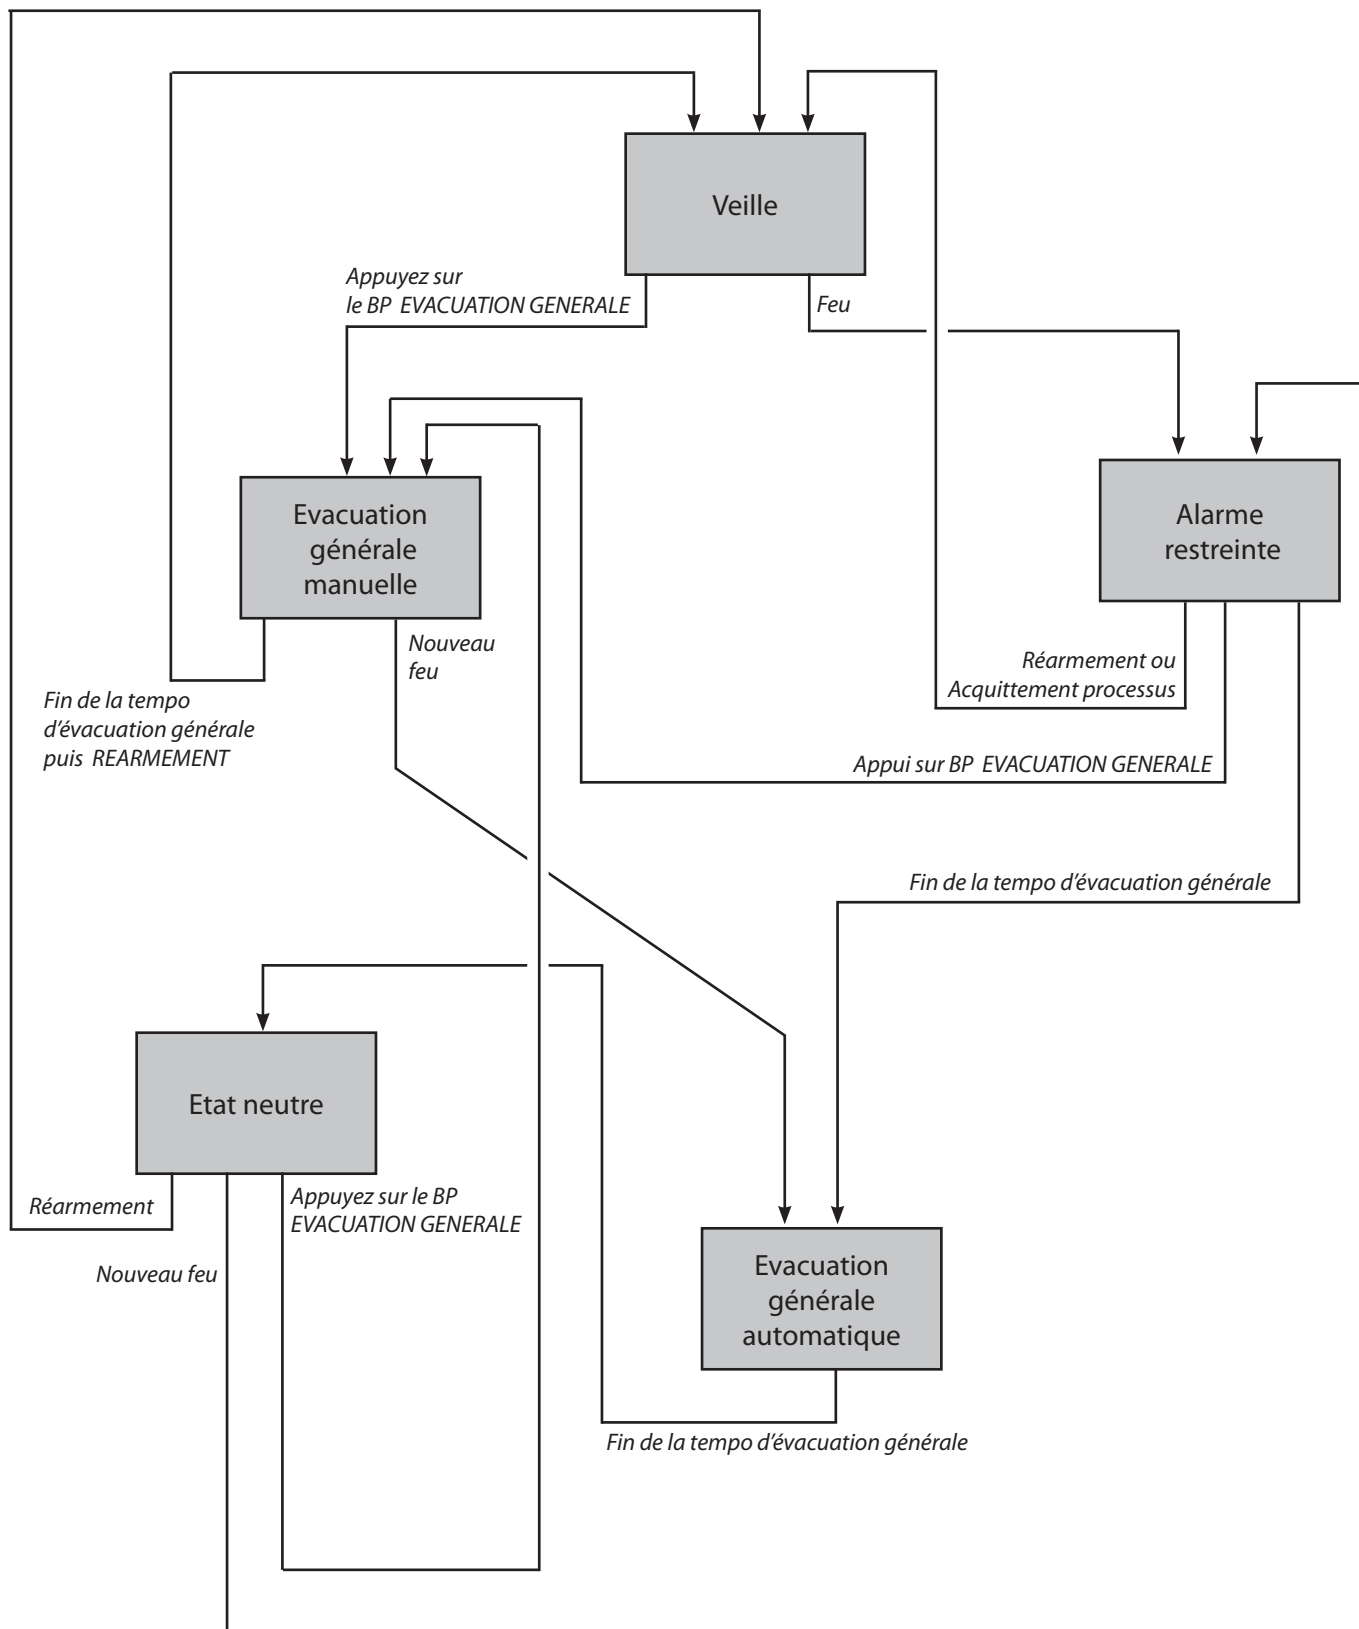 Veille
Appuyez sur
le BP EVACUATION GENERALE
Feu
Evacuation
générale
manuelle
Alarme
restreinte
Nouveau
feu
Réarmement ou
Acquittement processus
Fin de la tempo
d'évacuation générale
puis REARMEMENT
Appui sur BP EVACUATION GENERALE
Fin de la tempo d'évacuation générale
Etat neutre
Réarmement
Appuyez sur le BP
EVACUATION GENERALE
Nouveau feu
Evacuation
générale
automatique
Fin de la tempo d'évacuation générale